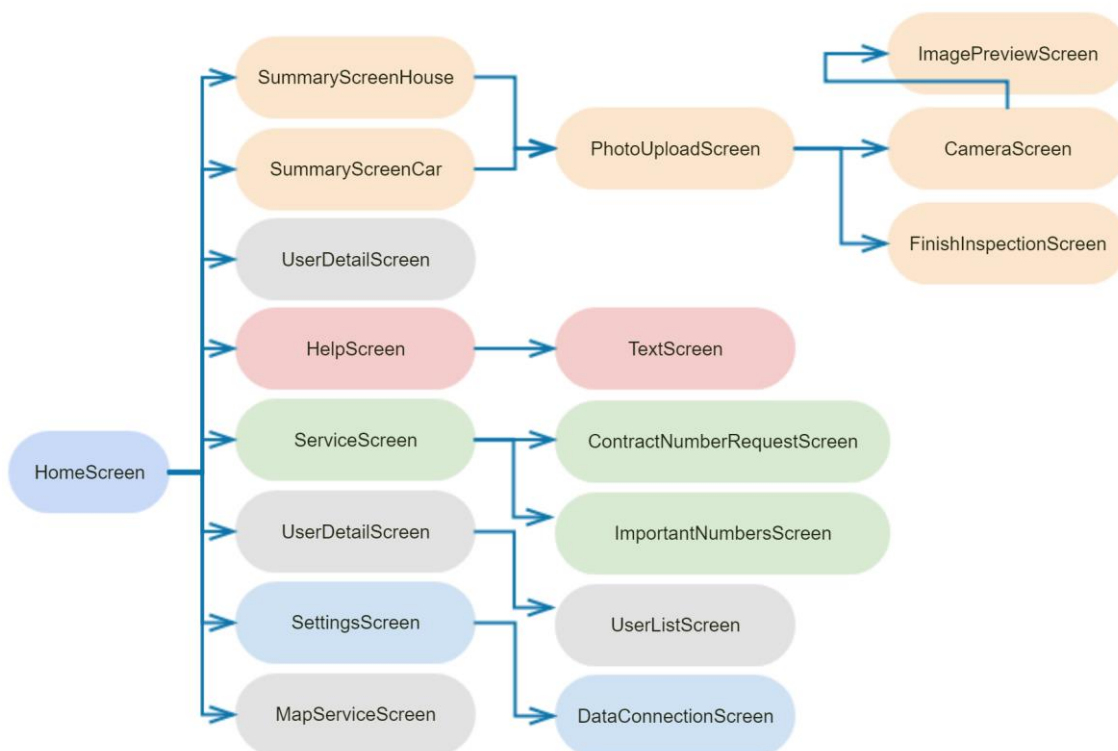 HomeScreen
SummaryScreenHouse
SummaryScreenCar
UserDetailScreen
HelpScreen
ServiceScreen
UserDetailScreen
SettingsScreen
MapServiceScreen
PhotoUploadScreen
TextScreen
ContractNumberRequestScreen
ImportantNumbersScreen
UserListScreen
DataConnectionScreen
ImagePreviewScreen
CameraScreen
FinishInspectionScreen